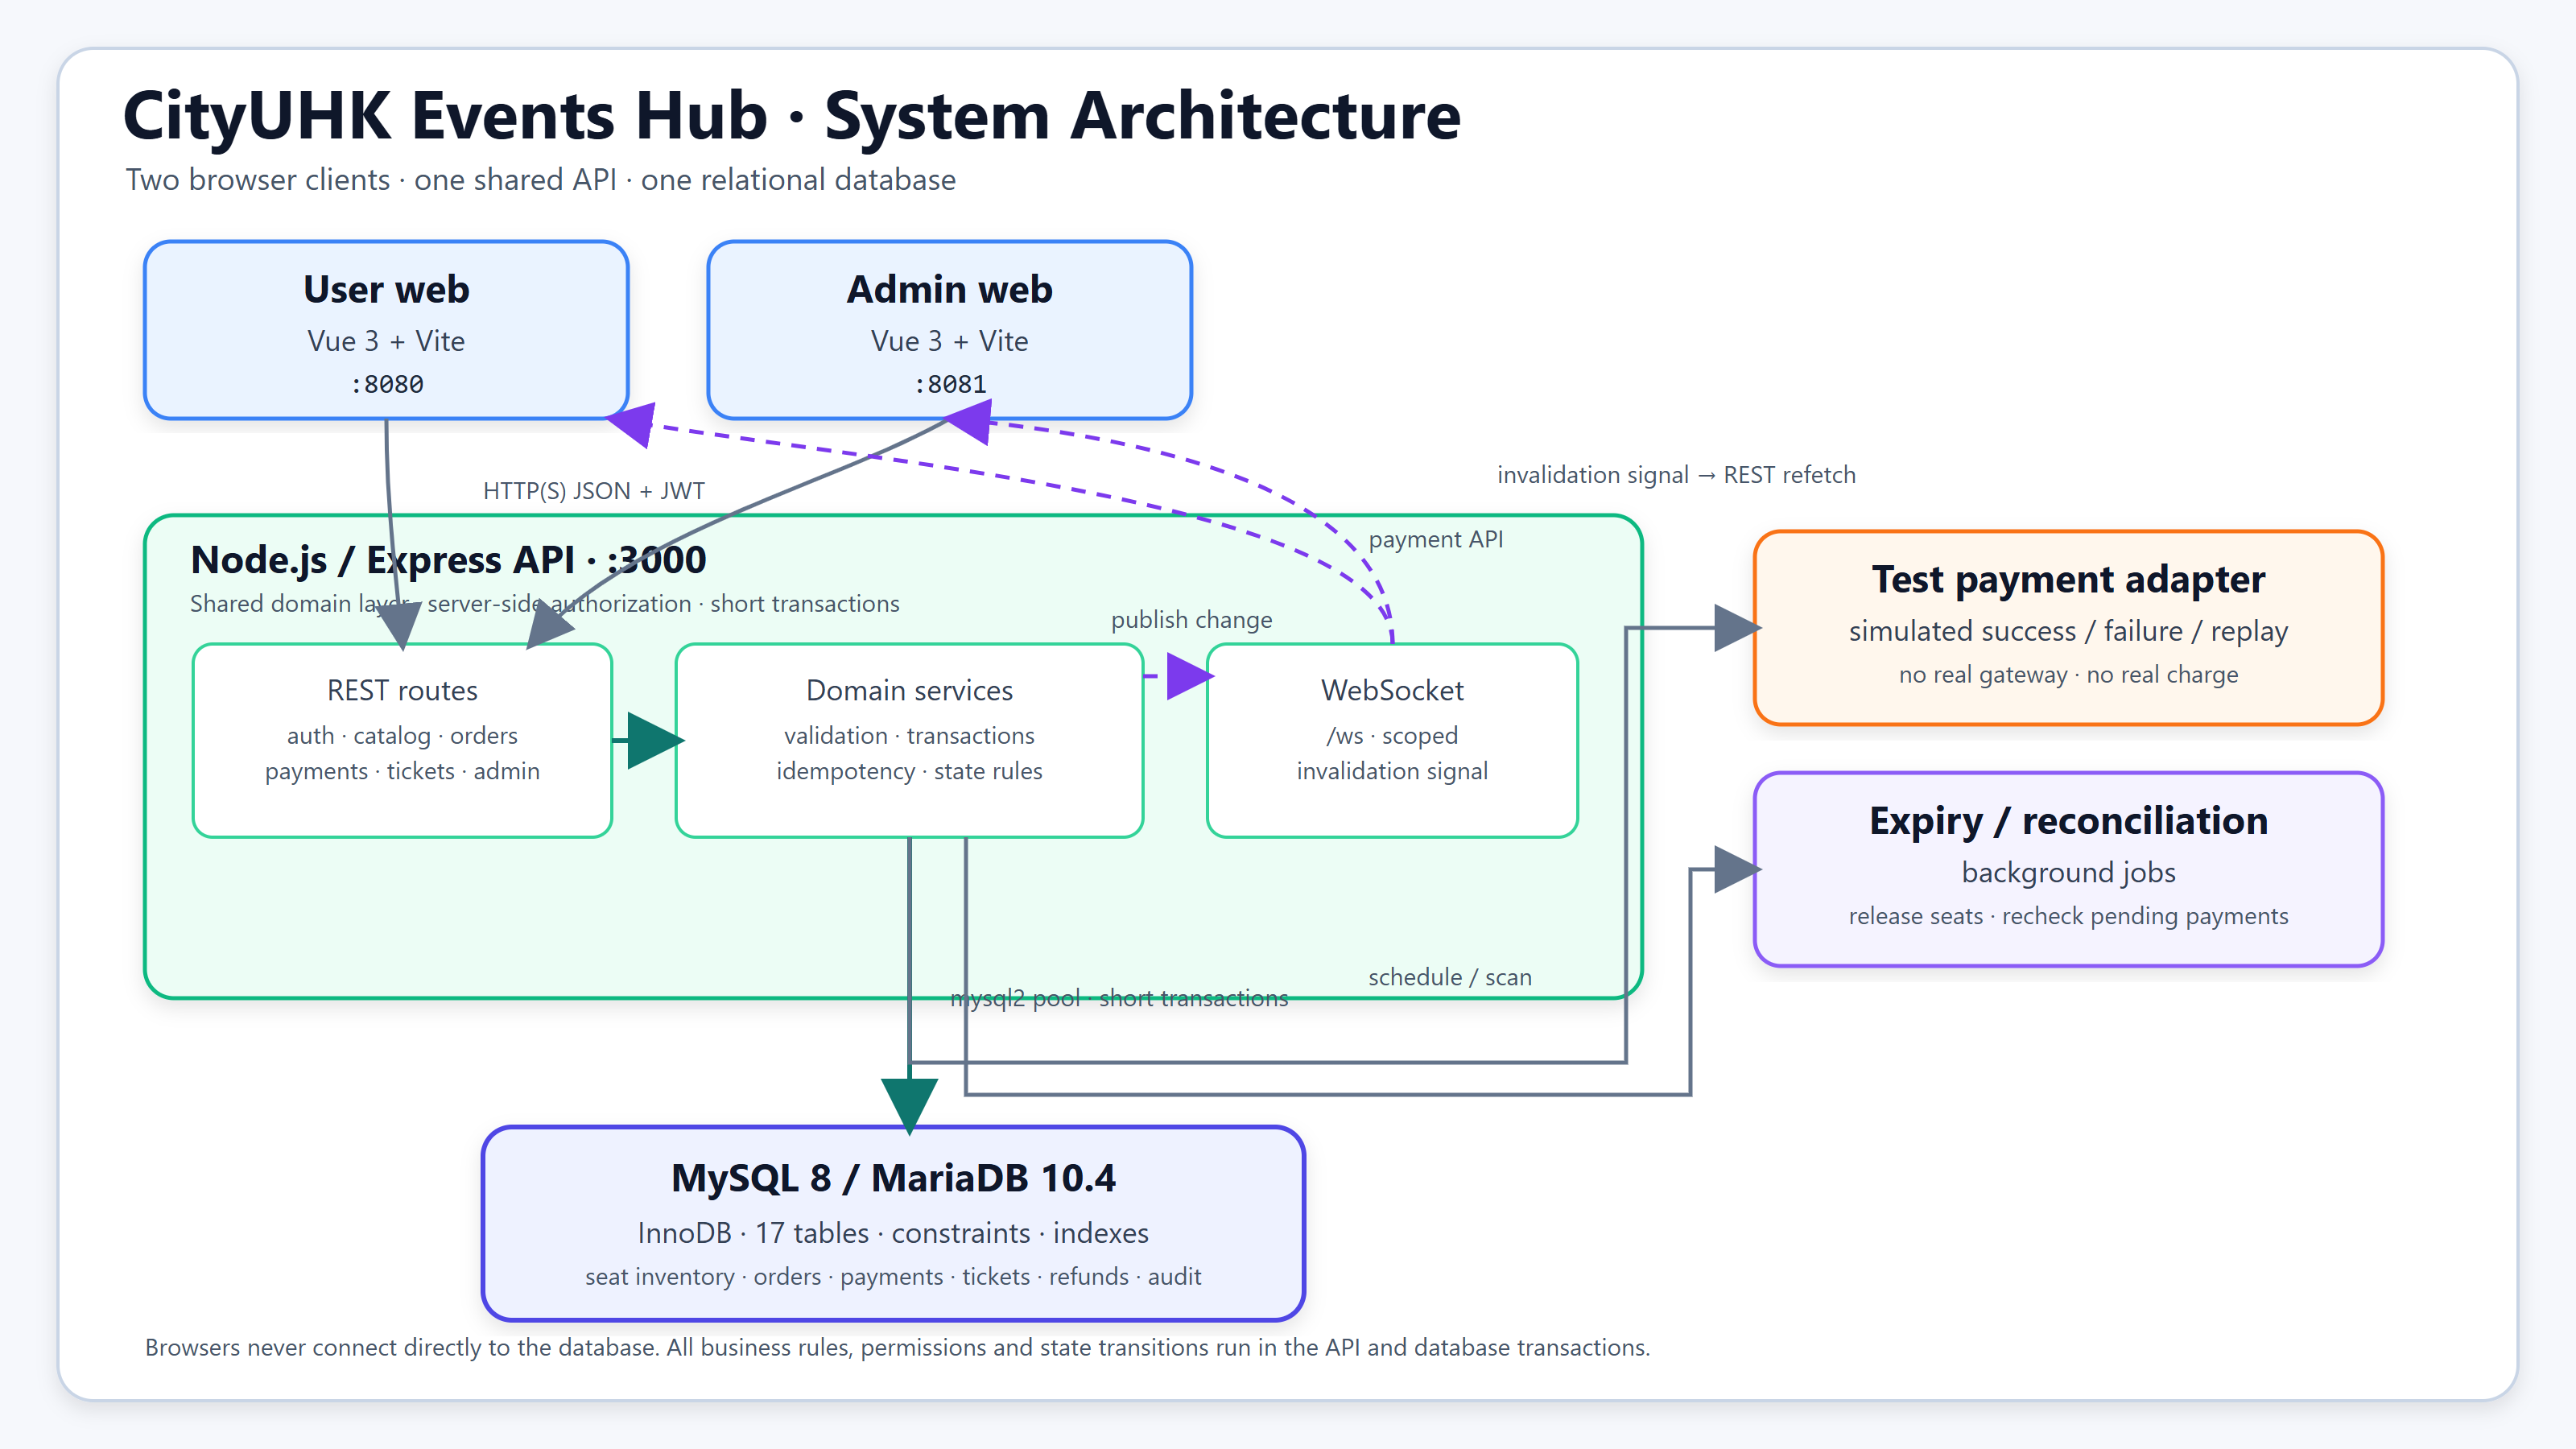 CityUHK Events Hub · System Architecture
Two browser clients · one shared API · one relational database
User web
Vue 3 + Vite
:8080
Admin web
Vue 3 + Vite
:8081
HTTP(S) JSON + JWT
invalidation signal → REST refetch
Node.js / Express API · :3000
Shared domain layer · server-side authorization · short transactions
payment API
publish change
REST routes
auth · catalog · orders
payments · tickets · admin
Domain services
validation · transactions
idempotency · state rules
WebSocket
/ws · scoped
invalidation signal
Test payment adapter
simulated success / failure / replay
no real gateway · no real charge
Expiry / reconciliation
background jobs
release seats · recheck pending payments
schedule / scan
mysql2 pool · short transactions
MySQL 8 / MariaDB 10.4
InnoDB · 17 tables · constraints · indexes
seat inventory · orders · payments · tickets · refunds · audit
Browsers never connect directly to the database. All business rules, permissions and state transitions run in the API and database transactions.